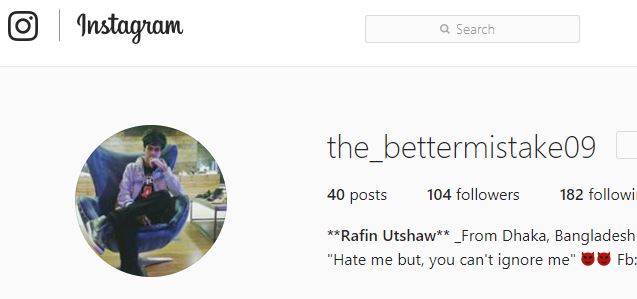 Instagram
Search
the_bettermistake09
40 posts 104 followers 182 followi
**Rafin Utshaw** _From Dhaka, Bangladesh
"Hate me but, you can't ignore me" 😈😈 Fb: